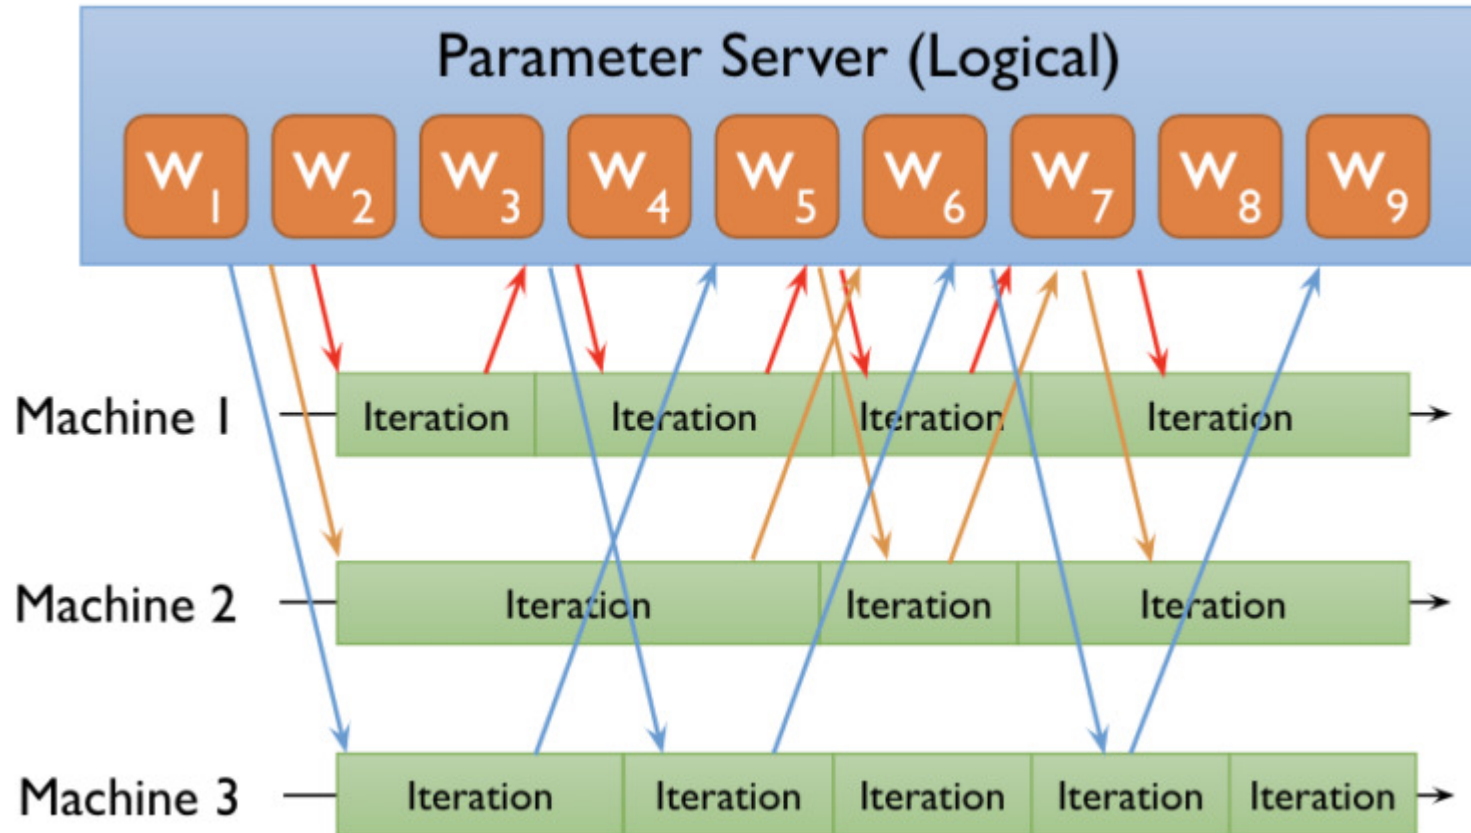 Parameter Server (Logical)
W1 W2 W3 W4 W5 W6 W7 W8 W9
Machine 1 Iteration Iteration Iteration Iteration
Machine 2 Iteration Iteration Iteration
Machine 3 Iteration Iteration Iteration Iteration Iteration